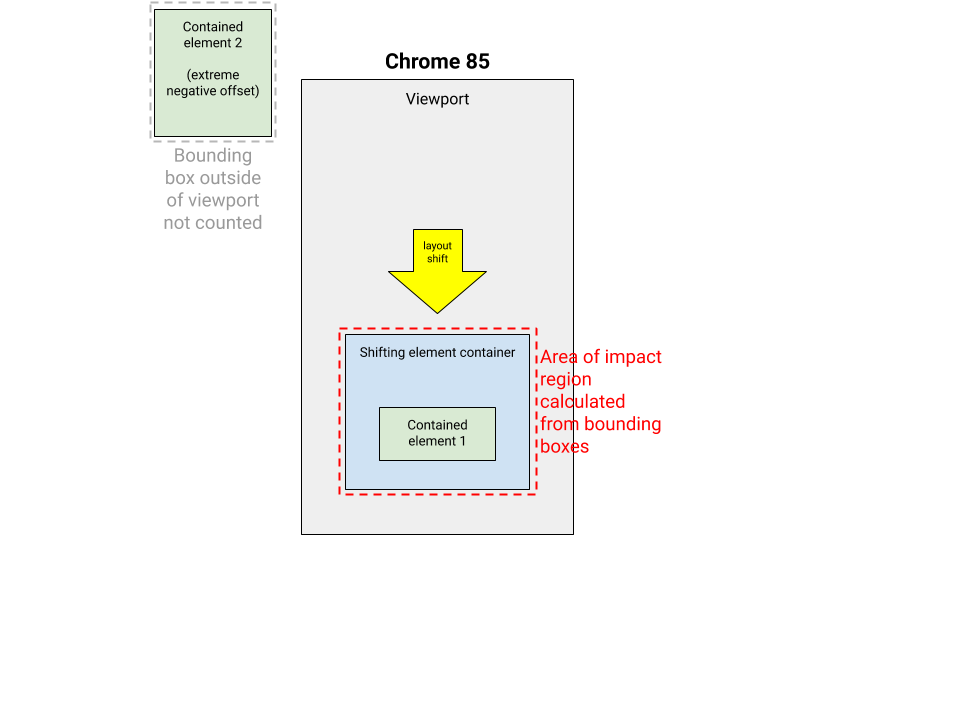 Contained
element 2
(extreme
negative offset)
Bounding
box outside
of viewport
not counted
Chrome 85
Viewport
layout
shift
Shifting element container
Contained
element 1
Area of impact
region
calculated
from bounding
boxes